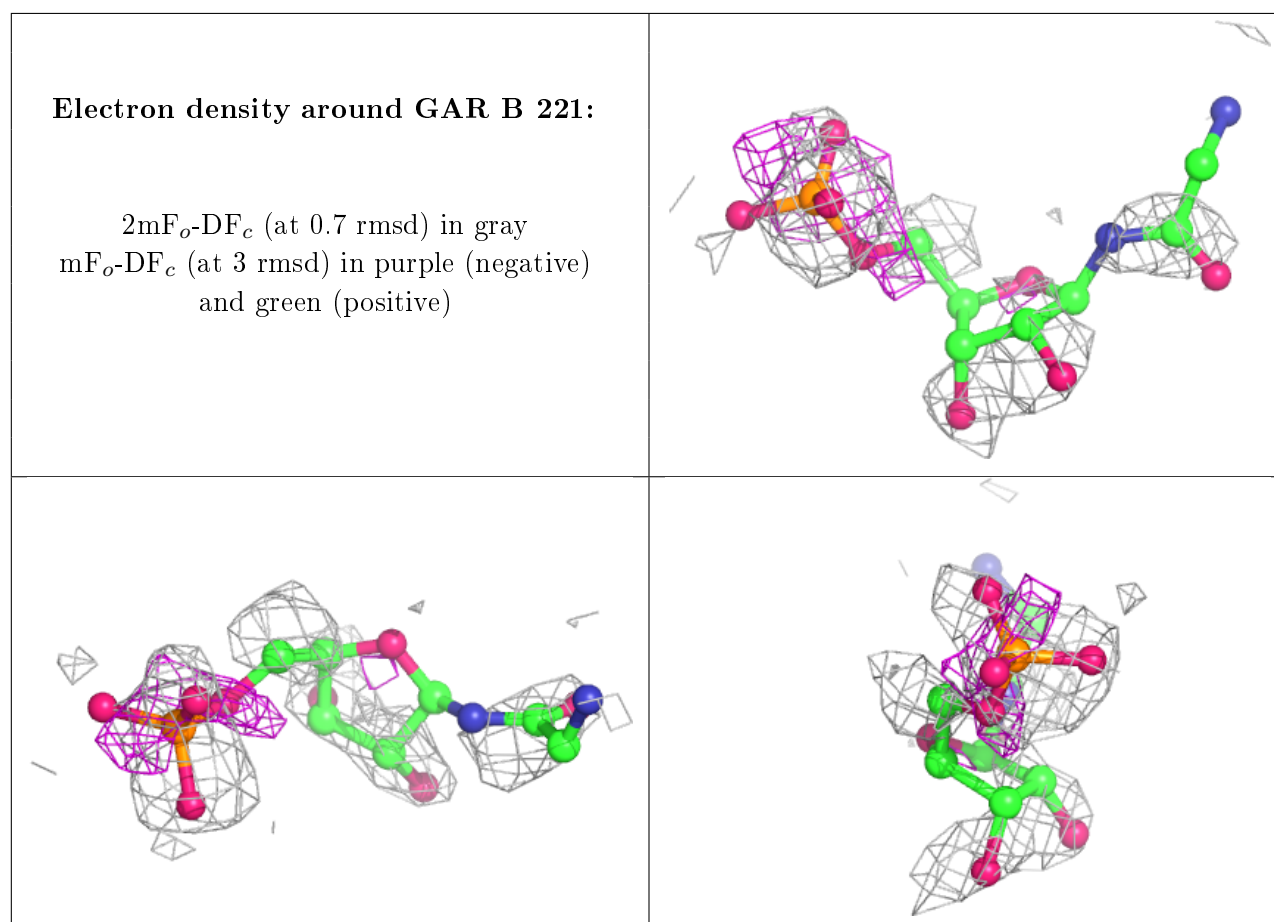 Electron density around GAR B 221:
2mFo-DFc (at 0.7 rmsd) in gray
mFo-DFc (at 3 rmsd) in purple (negative)
and green (positive)